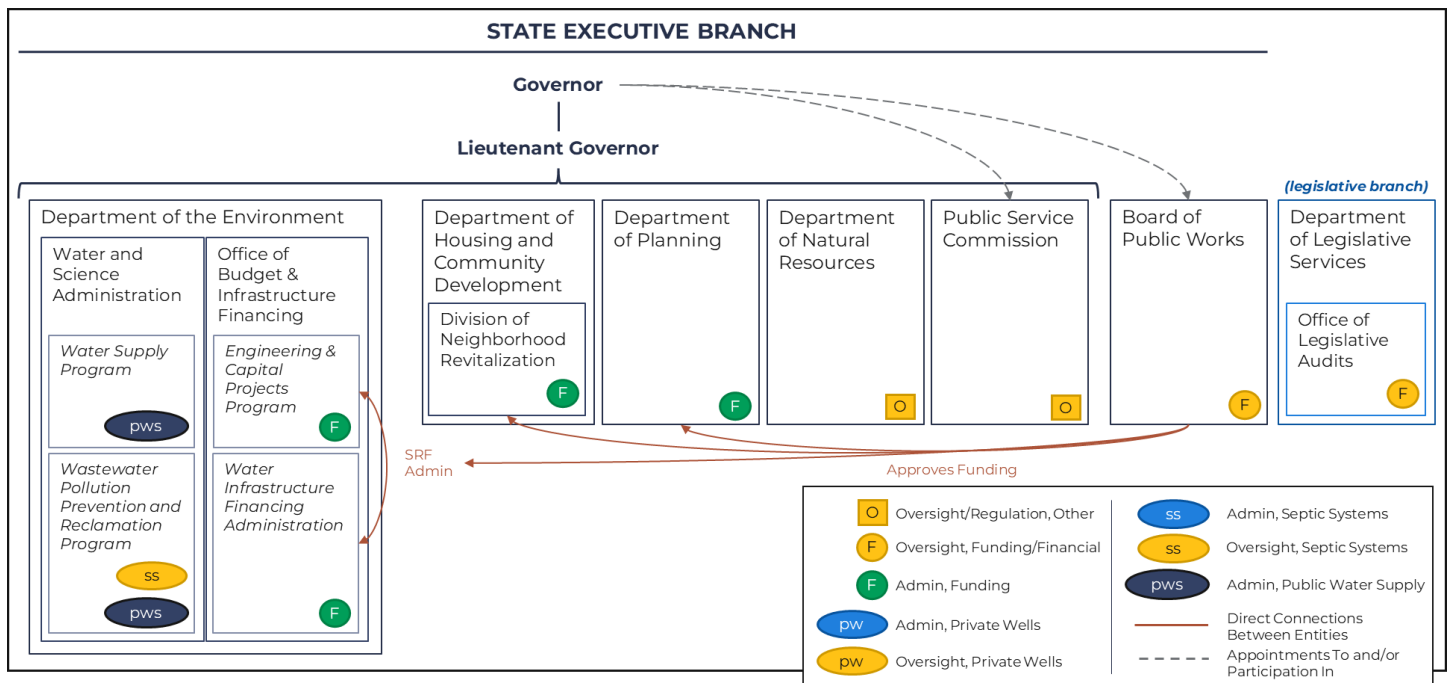 STATE EXECUTIVE BRANCH
Governor
Lieutenant Governor
(legislative branch)
Department of the Environment
Water and
Science
Administration
Water Supply
Program
pws
Wastewater
Pollution
Prevention and
Reclamation
Program
ss
pws
Office of
Budget &
Infrastructure
Financing
Engineering &
Capital
Projects
Program
F
Water
Infrastructure
Financing
Administration
F
SRF
Admin
Department of
Housing and
Community
Development
Division of
Neighborhood
Revitalization
F
Department
of Planning
F
Department
of Natural
Resources
O
Public Service
Commission
O
Board of
Public Works
F
Department
of Legislative
Services
Office of
Legislative
Audits
F
Approves Funding
O Oversight/Regulation, Other
F Oversight, Funding/Financial
F Admin, Funding
pw Admin, Private Wells
pw Oversight, Private Wells
ss Admin, Septic Systems
ss Oversight, Septic Systems
pws Admin, Public Water Supply
Direct Connections
Between Entities
Appointments To and/or
Participation In